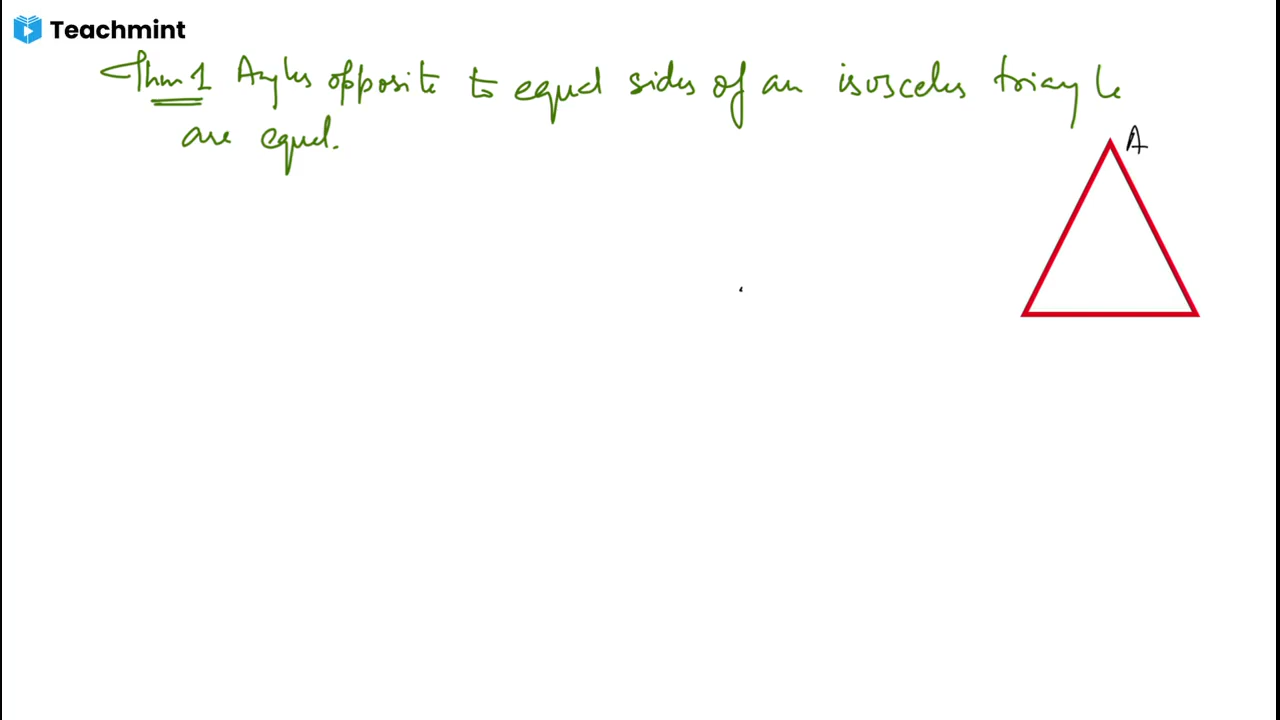 Teachmint
Thm 1 Angles opposite to equal sides of an isosceles triangle
are equal.
A